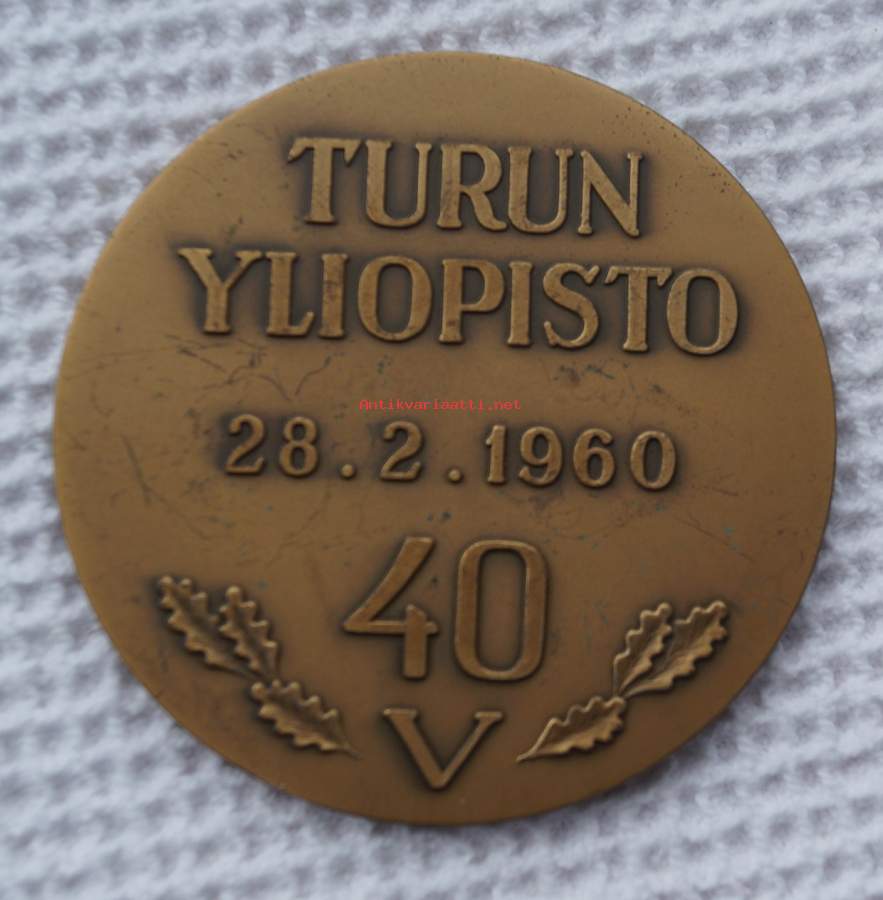 TURUN
YLIOPISTO
Antikvariaatti.net
28.2.1960
40
V